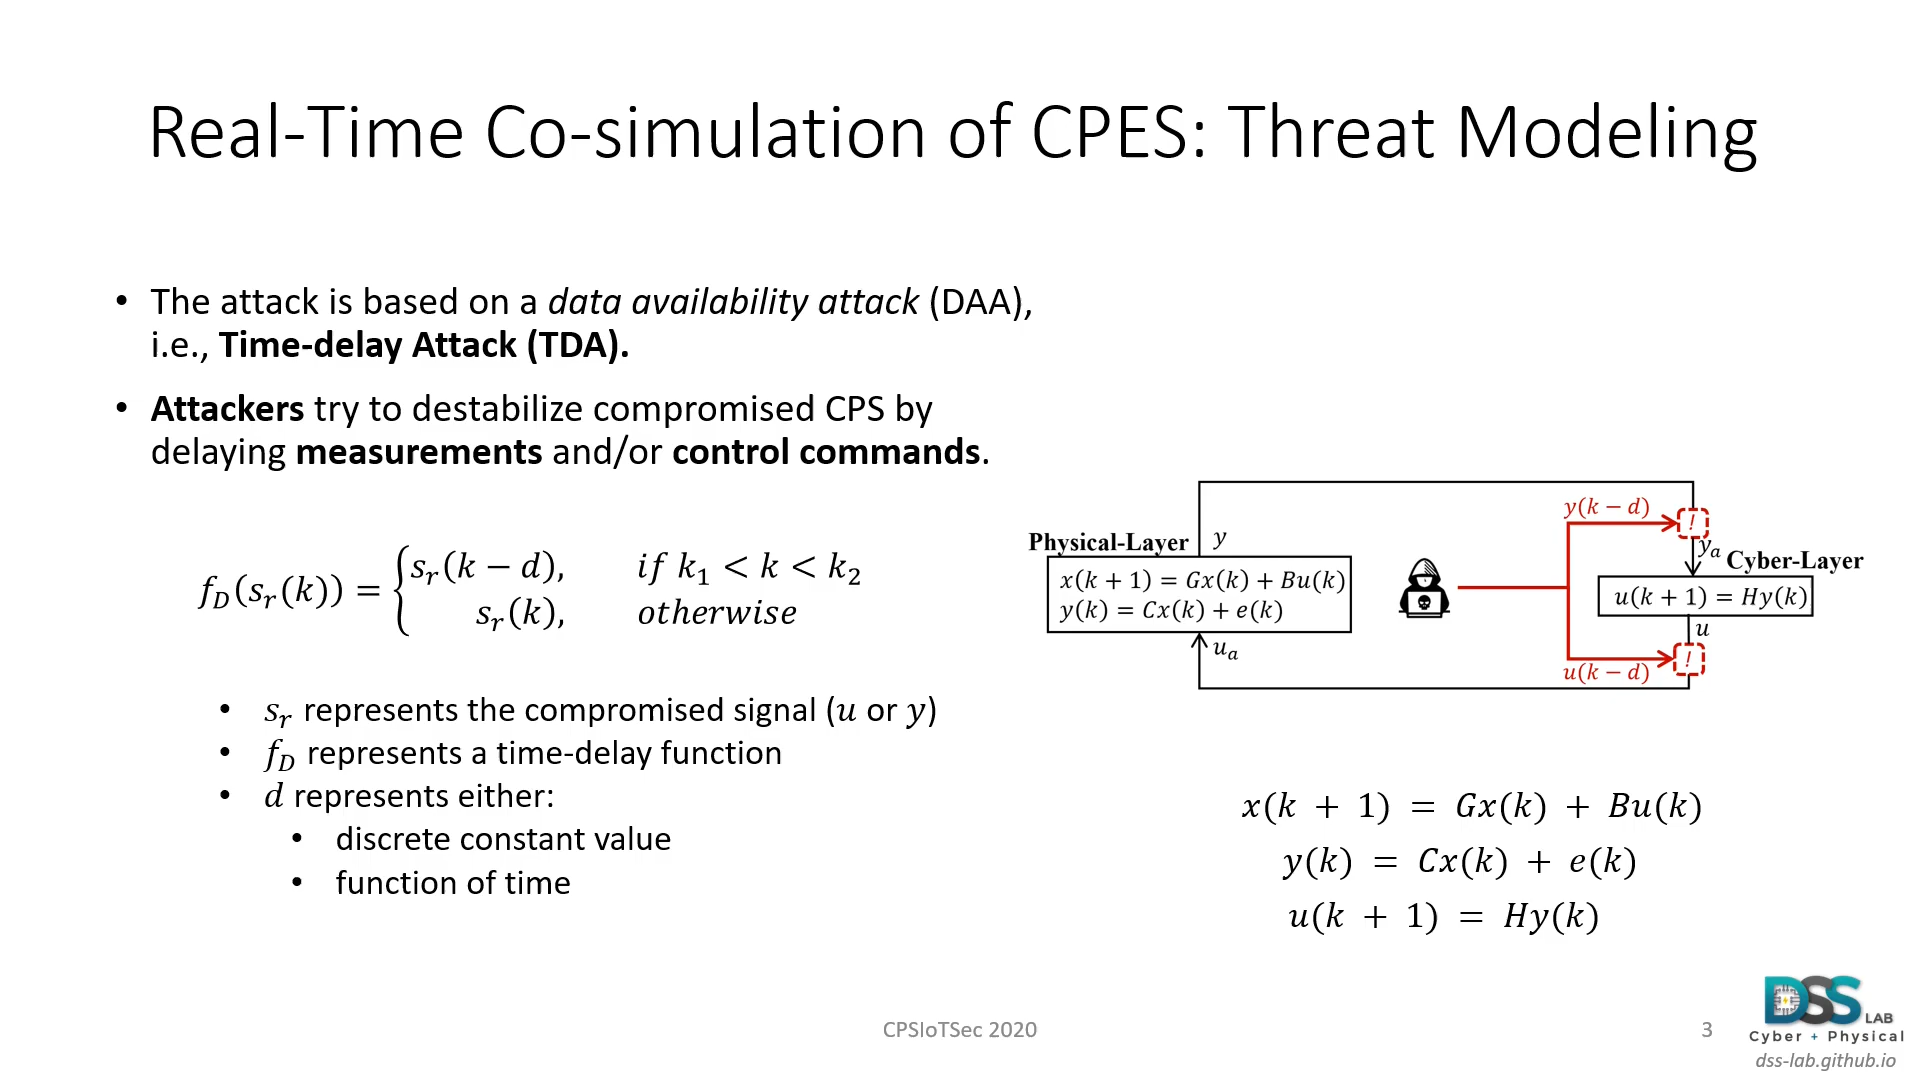 Real-Time Co-simulation of CPES: Threat Modeling
• The attack is based on a data availability attack (DAA),
i.e., Time-delay Attack (TDA).
• Attackers try to destabilize compromised CPS by
delaying measurements and/or control commands.
f_D(s_r(k)) = { s_r(k − d), if k₁ < k < k₂
s_r(k), otherwise
• s_r represents the compromised signal (u or y)
• f_D represents a time-delay function
• d represents either:
• discrete constant value
• function of time
y(k − d)
!
Physical-Layer
y
y_a
Cyber-Layer
x(k + 1) = Gx(k) + Bu(k)
y(k) = Cx(k) + e(k)
u(k + 1) = Hy(k)
u
u_a
!
u(k − d)
x(k + 1) = Gx(k) + Bu(k)
y(k) = Cx(k) + e(k)
u(k + 1) = Hy(k)
CPSIoTSec 2020
3
DSS LAB
Cyber + Physical
dss-lab.github.io